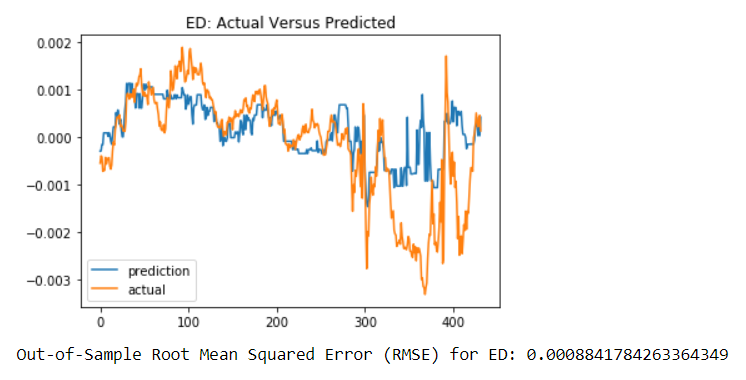 ED: Actual Versus Predicted
0.002
0.001
0.000
−0.001
−0.002
−0.003
prediction
actual
0 100 200 300 400
Out-of-Sample Root Mean Squared Error (RMSE) for ED: 0.0008841784263364349